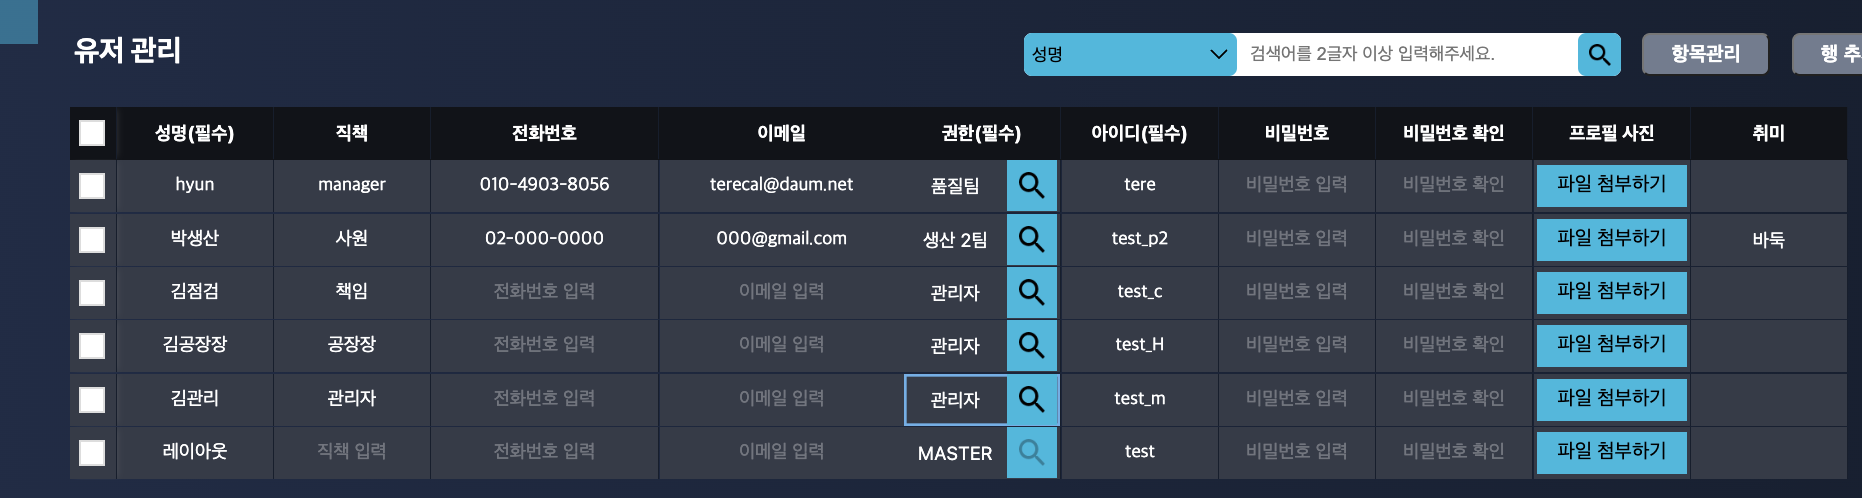 유저 관리
성명 검색어를 2글자 이상 입력해주세요. 항목관리 행 추
성명(필수) 직책 전화번호 이메일 권한(필수) 아이디(필수) 비밀번호 비밀번호 확인 프로필 사진 취미
hyun manager 010-4903-8056 terecal@daum.net 품질팀 tere 비밀번호 입력 비밀번호 확인 파일 첨부하기
박생산 사원 02-000-0000 000@gmail.com 생산 2팀 test_p2 비밀번호 입력 비밀번호 확인 파일 첨부하기 바둑
김점검 책임 전화번호 입력 이메일 입력 관리자 test_c 비밀번호 입력 비밀번호 확인 파일 첨부하기
김공장장 공장장 전화번호 입력 이메일 입력 관리자 test_H 비밀번호 입력 비밀번호 확인 파일 첨부하기
김관리 관리자 전화번호 입력 이메일 입력 관리자 test_m 비밀번호 입력 비밀번호 확인 파일 첨부하기
레이아웃 직책 입력 전화번호 입력 이메일 입력 MASTER test 비밀번호 입력 비밀번호 확인 파일 첨부하기